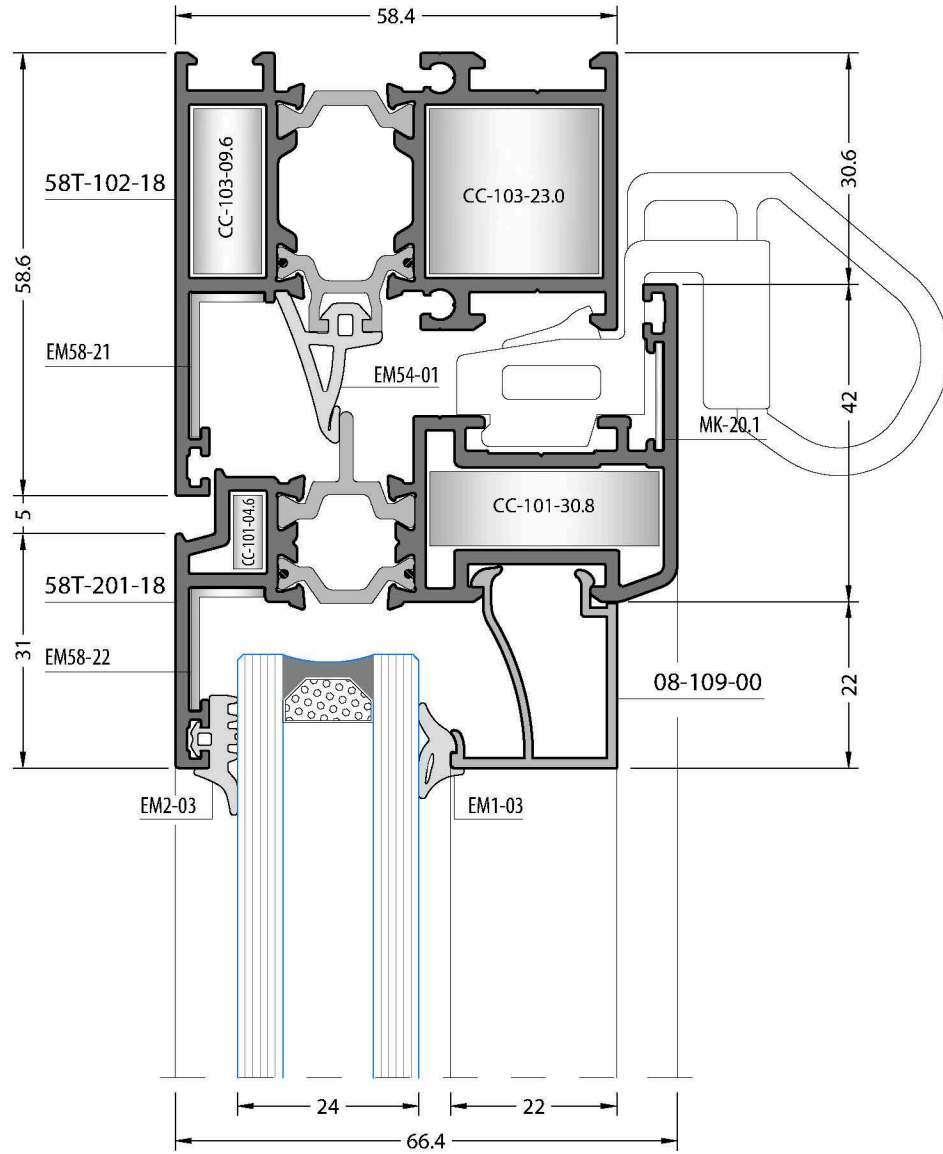 58.4
58T-102-18
58.6
CC-103-09.6
CC-103-23.0
30.6
EM58-21
EM54-01
42
MK-20.1
5
CC-101-04.6
CC-101-30.8
58T-201-18
31
EM58-22
08-109-00
22
EM2-03
EM1-03
24
22
66.4